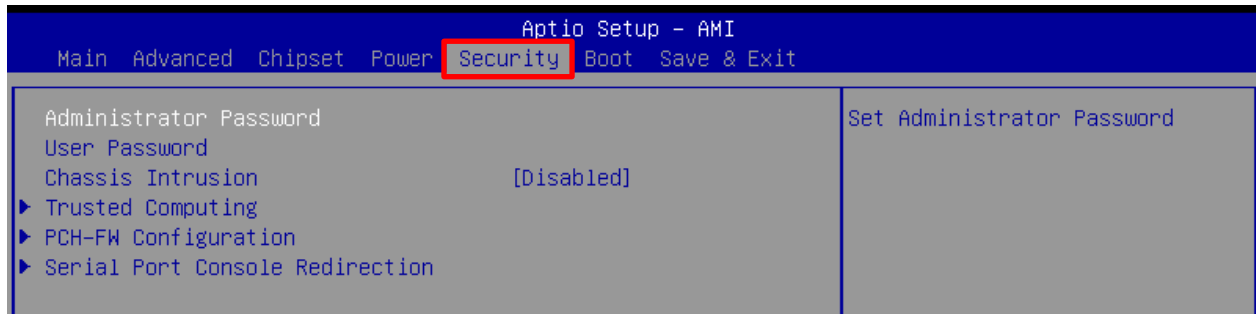 Aptio Setup – AMI
Main Advanced Chipset Power Security Boot Save & Exit
Administrator Password
User Password
Chassis Intrusion [Disabled]
Trusted Computing
PCH-FW Configuration
Serial Port Console Redirection
Set Administrator Password